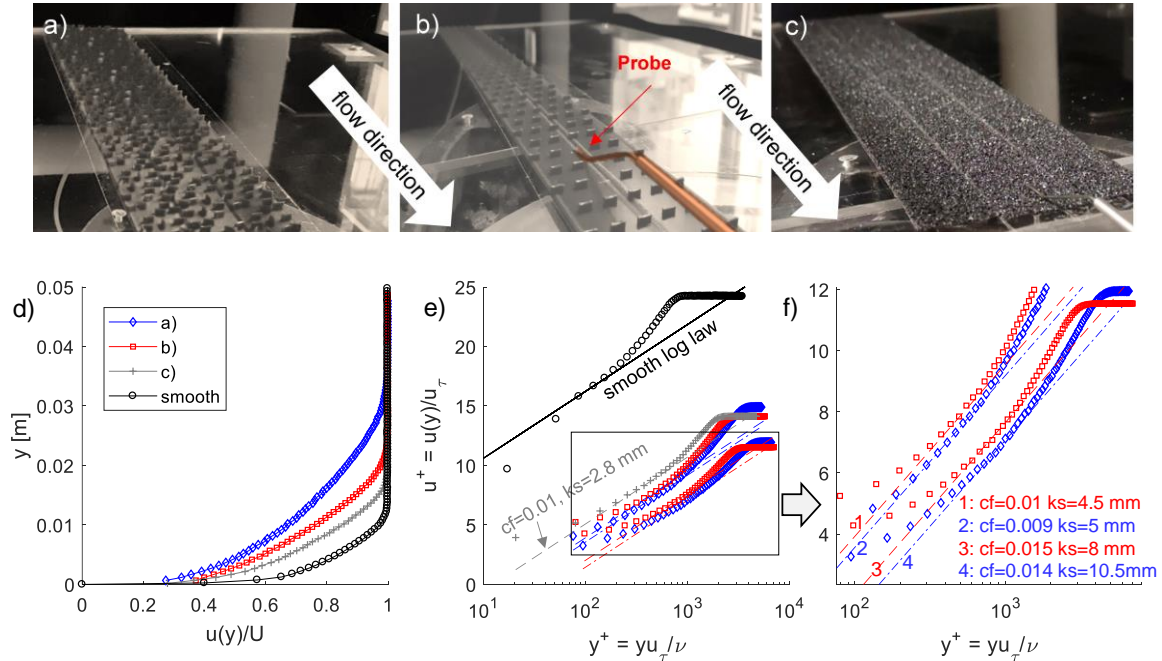 a)
flow direction
b)
Probe
flow direction
c)
d)
0.05
0.04
0.03
0.02
0.01
0
y [m]
a)
b)
c)
smooth
0
0.2
0.4
0.6
0.8
1
u(y)/U
e)
25
20
15
10
5
0
u⁺ = u(y)/u_τ
smooth log law
cf=0.01, ks=2.8 mm
10¹
10²
10³
10⁴
y⁺ = yu_τ/ν
f)
12
10
8
6
4
1
2
3
4
1: cf=0.01 ks=4.5 mm
2: cf=0.009 ks=5 mm
3: cf=0.015 ks=8 mm
4: cf=0.014 ks=10.5mm
10²
10³
y⁺ = yu_τ/ν